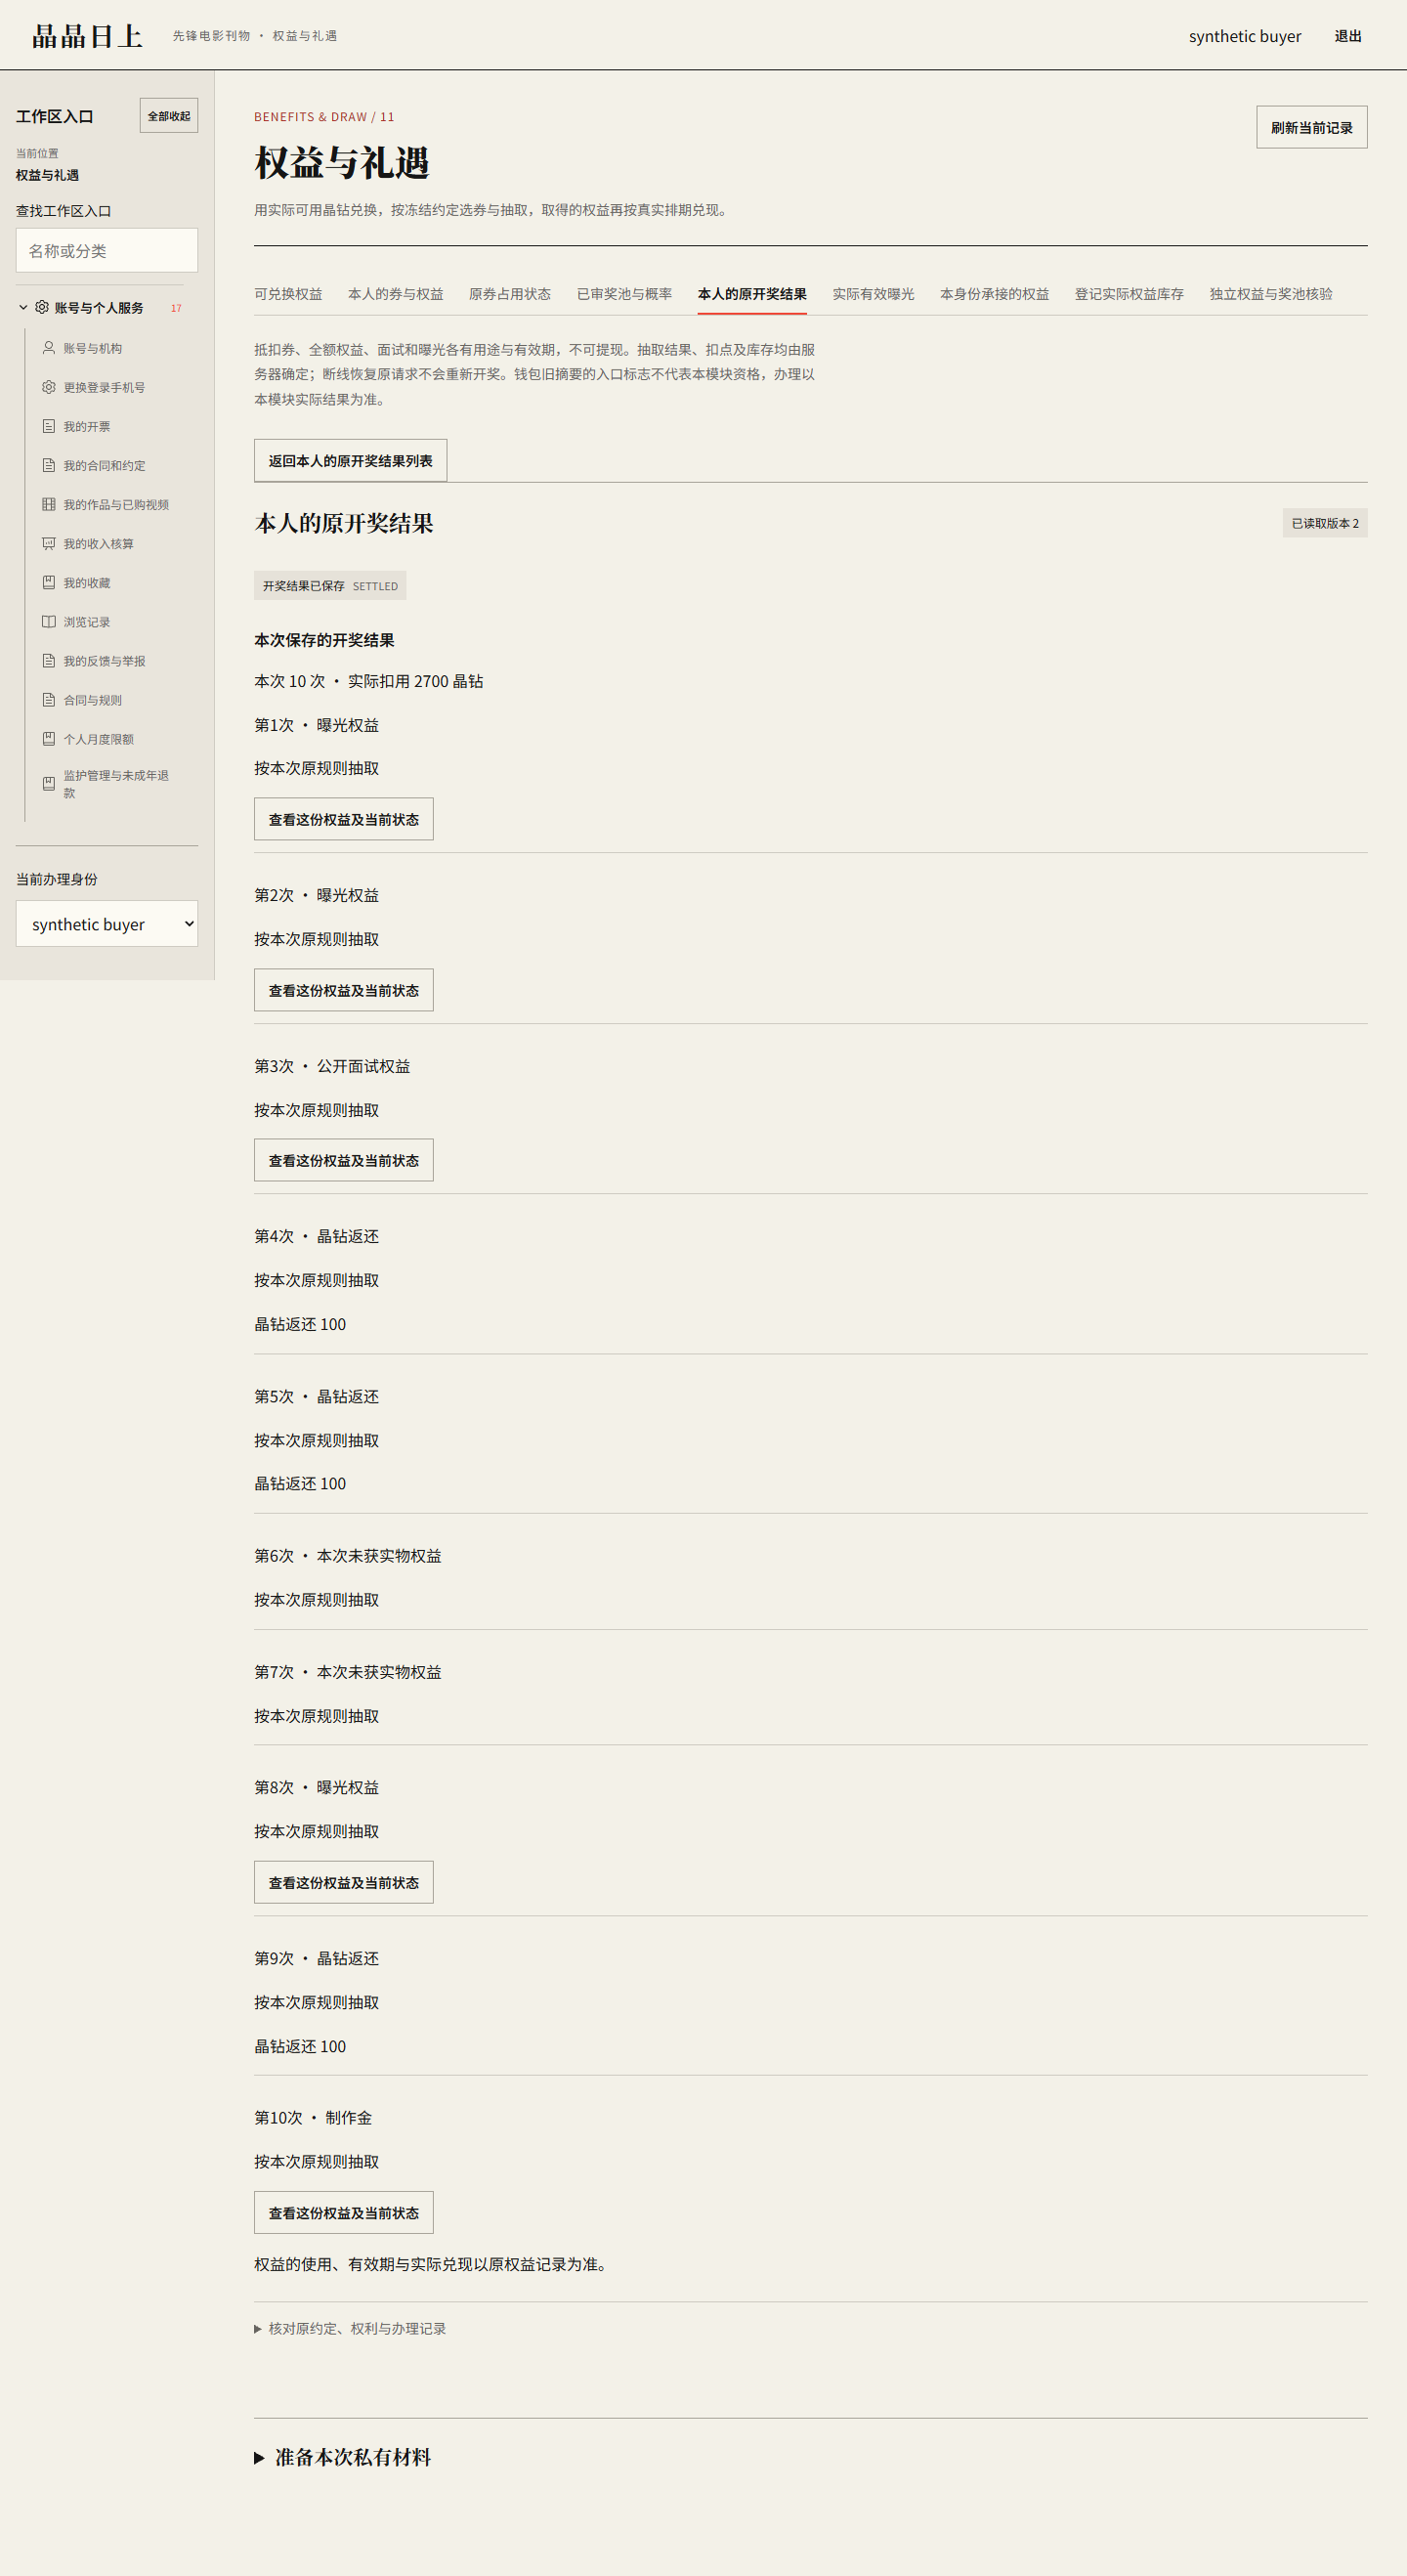 晶晶日上
先锋电影刊物 · 权益与礼遇
synthetic buyer
退出
工作区入口
全部收起
当前位置
权益与礼遇
查找工作区入口
名称或分类
账号与个人服务 17
账号与机构
更换登录手机号
我的开票
我的合同和约定
我的作品与已购视频
我的收入核算
我的收藏
浏览记录
我的反馈与举报
合同与规则
个人月度限额
监护管理与未成年退
款
当前办理身份
synthetic buyer
BENEFITS & DRAW / 11
权益与礼遇
刷新当前记录
用实际可用晶钻兑换，按冻结约定选券与抽取，取得的权益再按真实排期兑现。
可兑换权益 本人的券与权益 原券占用状态 已审奖池与概率 本人的原开奖结果 实际有效曝光 本身份承接的权益 登记实际权益库存 独立权益与奖池核验
抵扣券、全额权益、面试和曝光各有用途与有效期，不可提现。抽取结果、扣点及库存均由服
务器确定；断线恢复原请求不会重新开奖。钱包旧摘要的入口标志不代表本模块资格，办理以
本模块实际结果为准。
返回本人的原开奖结果列表
本人的原开奖结果
已读取版本 2
开奖结果已保存 SETTLED
本次保存的开奖结果
本次 10 次 · 实际扣用 2700 晶钻
第1次 · 曝光权益
按本次原规则抽取
查看这份权益及当前状态
第2次 · 曝光权益
按本次原规则抽取
查看这份权益及当前状态
第3次 · 公开面试权益
按本次原规则抽取
查看这份权益及当前状态
第4次 · 晶钻返还
按本次原规则抽取
晶钻返还 100
第5次 · 晶钻返还
按本次原规则抽取
晶钻返还 100
第6次 · 本次未获实物权益
按本次原规则抽取
第7次 · 本次未获实物权益
按本次原规则抽取
第8次 · 曝光权益
按本次原规则抽取
查看这份权益及当前状态
第9次 · 晶钻返还
按本次原规则抽取
晶钻返还 100
第10次 · 制作金
按本次原规则抽取
查看这份权益及当前状态
权益的使用、有效期与实际兑现以原权益记录为准。
核对原约定、权利与办理记录
准备本次私有材料